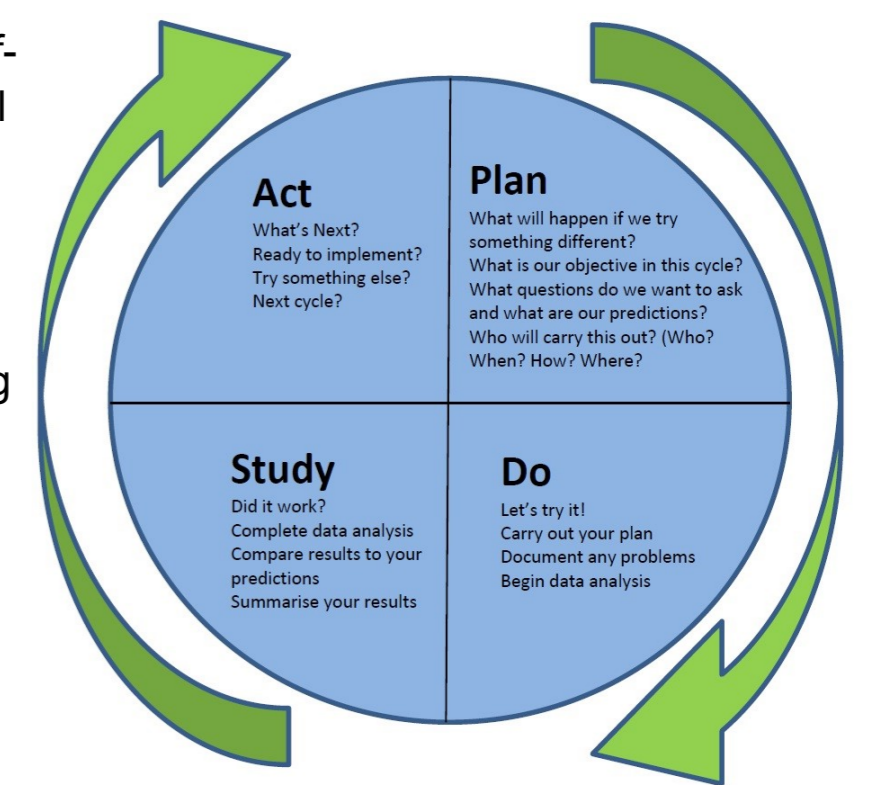 f-
l
g
Act
What's Next?
Ready to implement?
Try something else?
Next cycle?
Plan
What will happen if we try
something different?
What is our objective in this cycle?
What questions do we want to ask
and what are our predictions?
Who will carry this out? (Who?
When? How? Where?
Study
Did it work?
Complete data analysis
Compare results to your
predictions
Summarise your results
Do
Let's try it!
Carry out your plan
Document any problems
Begin data analysis